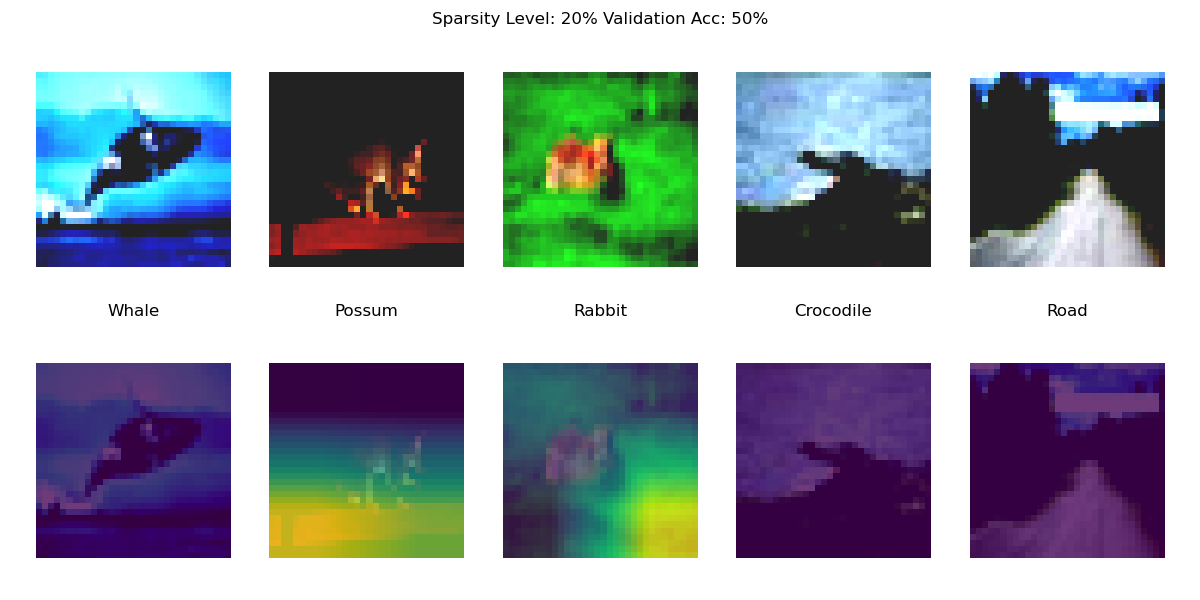 Sparsity Level: 20% Validation Acc: 50%
Whale
Possum
Rabbit
Crocodile
Road